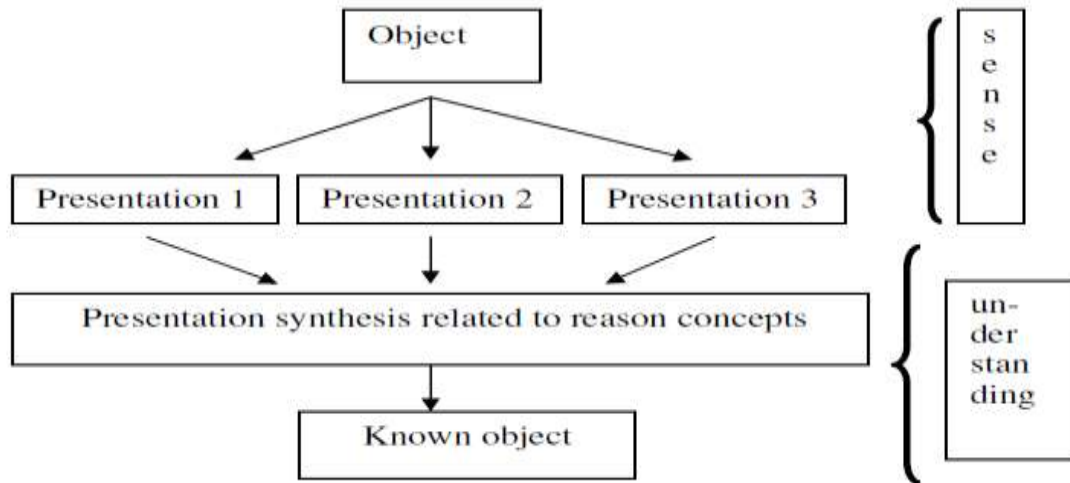 Object
s
e
n
s
e
Presentation 1
Presentation 2
Presentation 3
Presentation synthesis related to reason concepts
un-
der
stan
ding
Known object